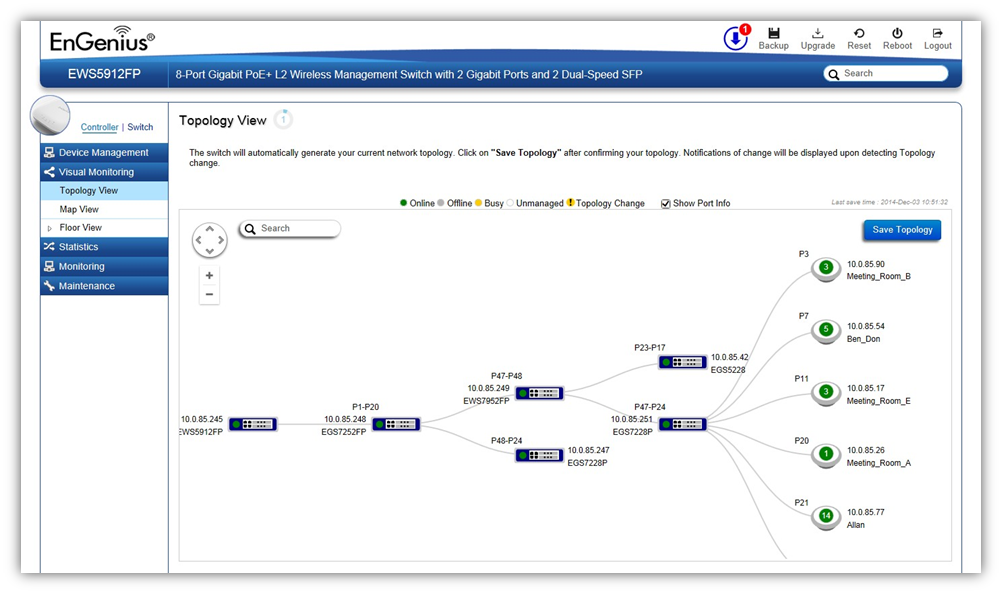 EnGenius®
1
Backup
Upgrade
Reset
Reboot
Logout
EWS5912FP
8-Port Gigabit PoE+ L2 Wireless Management Switch with 2 Gigabit Ports and 2 Dual-Speed SFP
Search
Controller | Switch
Device Management
Visual Monitoring
Topology View
Map View
Floor View
Statistics
Monitoring
Maintenance
Topology View
1
The switch will automatically generate your current network topology. Click on "Save Topology" after confirming your topology. Notifications of change will be displayed upon detecting Topology
change.
Online Offline Busy Unmanaged Topology Change Show Port Info
Last save time : 2014-Dec-03 10:51:32
Search
Save Topology
+
−
10.0.85.245
EWS5912FP
P1-P20
10.0.85.248
EGS7252FP
P47-P48
10.0.85.249
EWS7952FP
P48-P24
10.0.85.247
EGS7228P
P23-P17
10.0.85.42
EGS5228
P47-P24
10.0.85.251
EGS7228P
P3
3
10.0.85.90
Meeting_Room_B
P7
5
10.0.85.54
Ben_Don
P11
3
10.0.85.17
Meeting_Room_E
P20
1
10.0.85.26
Meeting_Room_A
P21
14
10.0.85.77
Allan